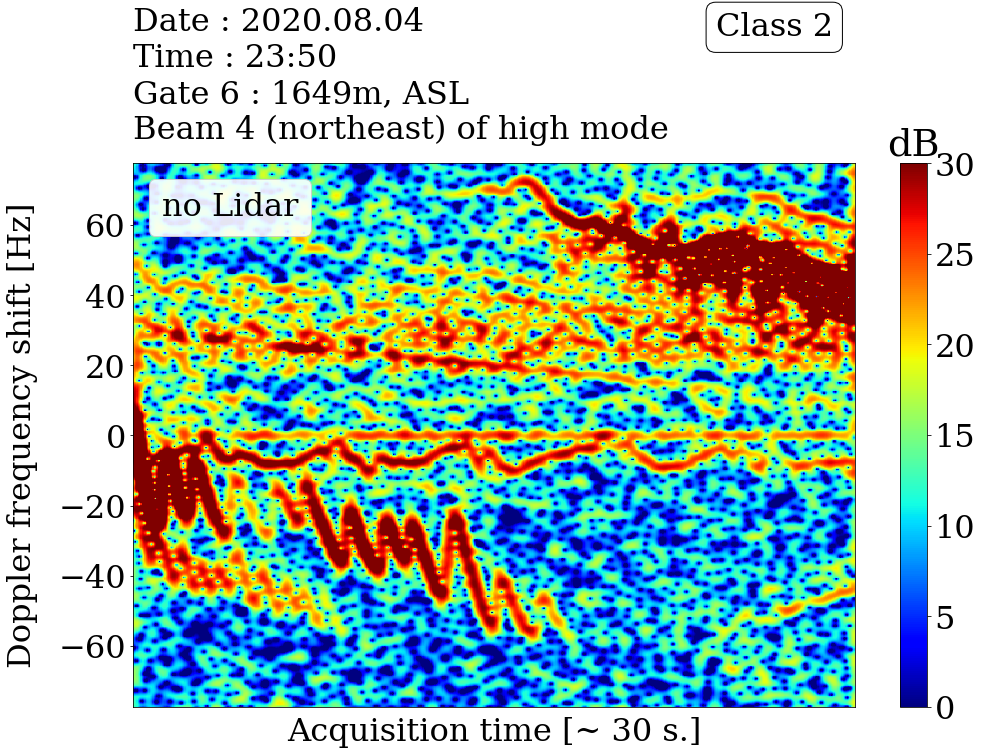 Date : 2020.08.04
Time : 23:50
Gate 6 : 1649m, ASL
Beam 4 (northeast) of high mode
Class 2
no Lidar
dB
30
25
20
15
10
5
0
Doppler frequency shift [Hz]
60
40
20
0
−20
−40
−60
Acquisition time [~ 30 s.]